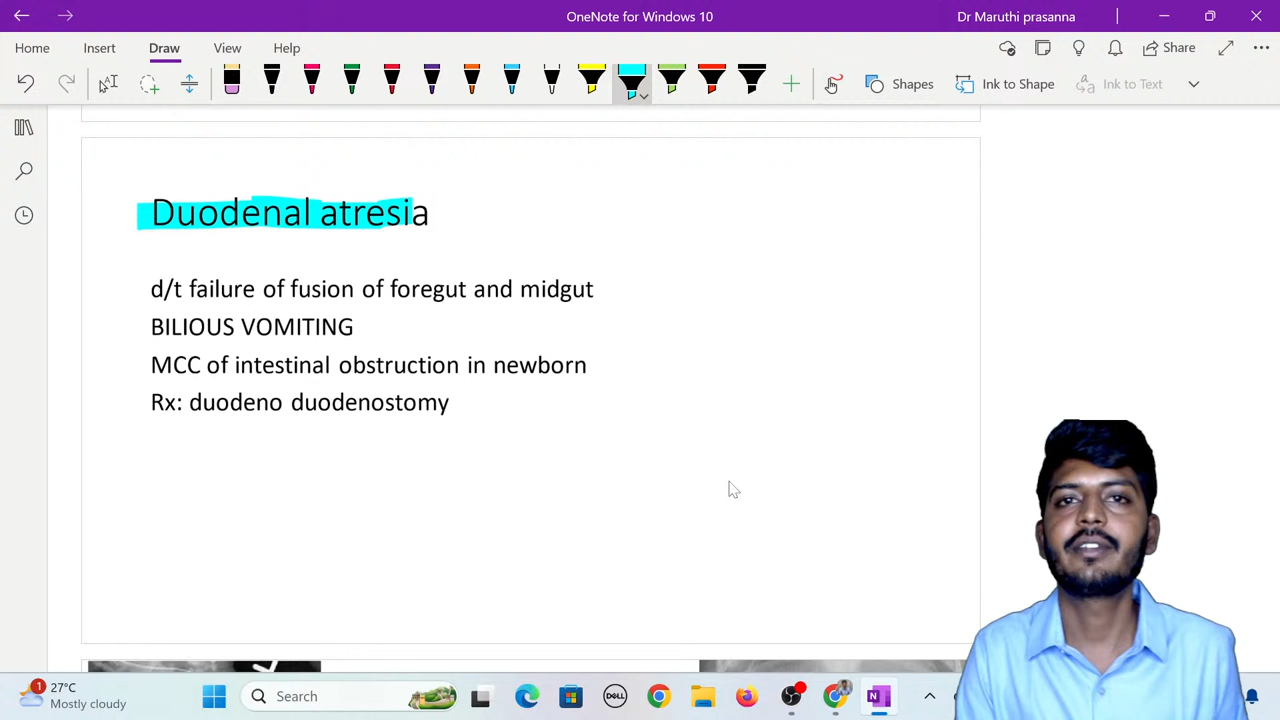 OneNote for Windows 10
Dr Maruthi prasanna
Home
Insert
Draw
View
Help
Share
Shapes
Ink to Shape
Ink to Text
Duodenal atresia
d/t failure of fusion of foregut and midgut
BILIOUS VOMITING
MCC of intestinal obstruction in newborn
Rx: duodeno duodenostomy
1
27°C
Mostly cloudy
Search
DELL
N